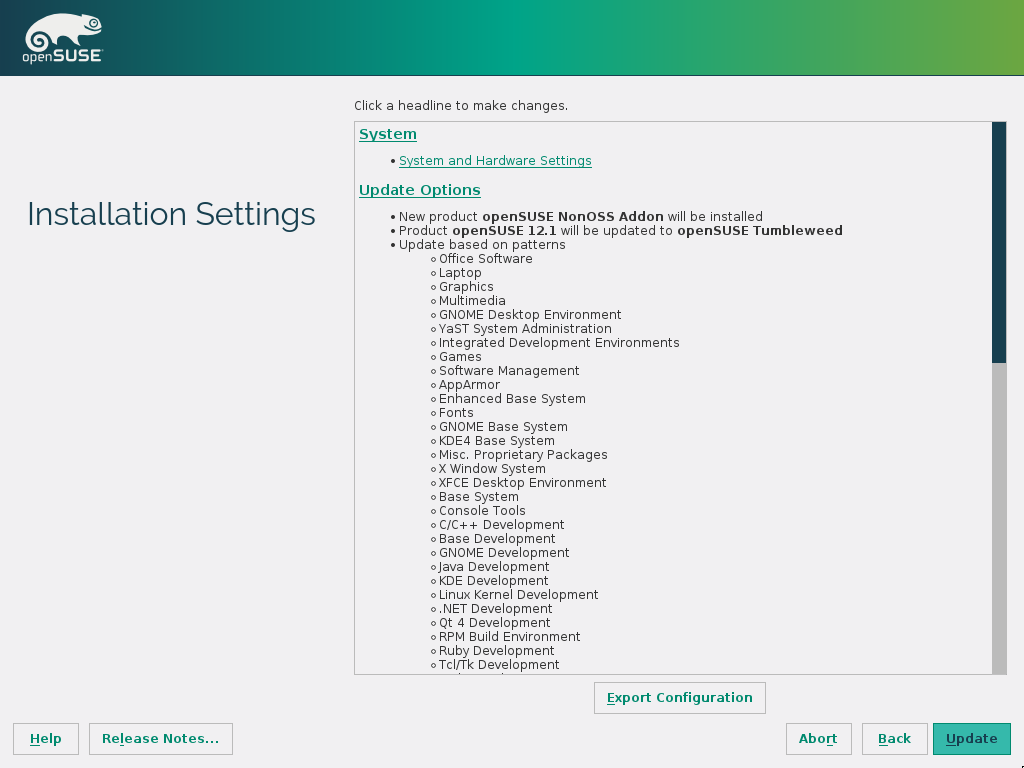 openSUSE
Click a headline to make changes.
Installation Settings
System
• System and Hardware Settings
Update Options
• New product openSUSE NonOSS Addon will be installed
• Product openSUSE 12.1 will be updated to openSUSE Tumbleweed
• Update based on patterns
◦ Office Software
◦ Laptop
◦ Graphics
◦ Multimedia
◦ GNOME Desktop Environment
◦ YaST System Administration
◦ Integrated Development Environments
◦ Games
◦ Software Management
◦ AppArmor
◦ Enhanced Base System
◦ Fonts
◦ GNOME Base System
◦ KDE4 Base System
◦ Misc. Proprietary Packages
◦ X Window System
◦ XFCE Desktop Environment
◦ Base System
◦ Console Tools
◦ C/C++ Development
◦ Base Development
◦ GNOME Development
◦ Java Development
◦ KDE Development
◦ Linux Kernel Development
◦ .NET Development
◦ Qt 4 Development
◦ RPM Build Environment
◦ Ruby Development
◦ Tcl/Tk Development
Export Configuration
Help
Release Notes...
Abort
Back
Update